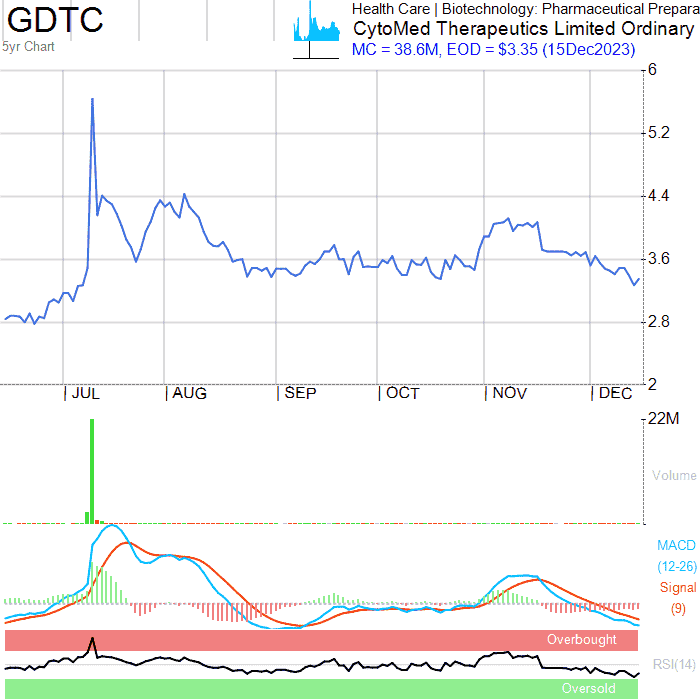 GDTC
5yr Chart
Health Care | Biotechnology: Pharmaceutical Prepara
CytoMed Therapeutics Limited Ordinary
MC = 38.6M, EOD = $3.35 (15Dec2023)
6
5.2
4.4
3.6
2.8
2
JUL AUG SEP OCT NOV DEC
22M
Volume
MACD
(12-26)
Signal
(9)
Overbought
RSI(14)
Oversold